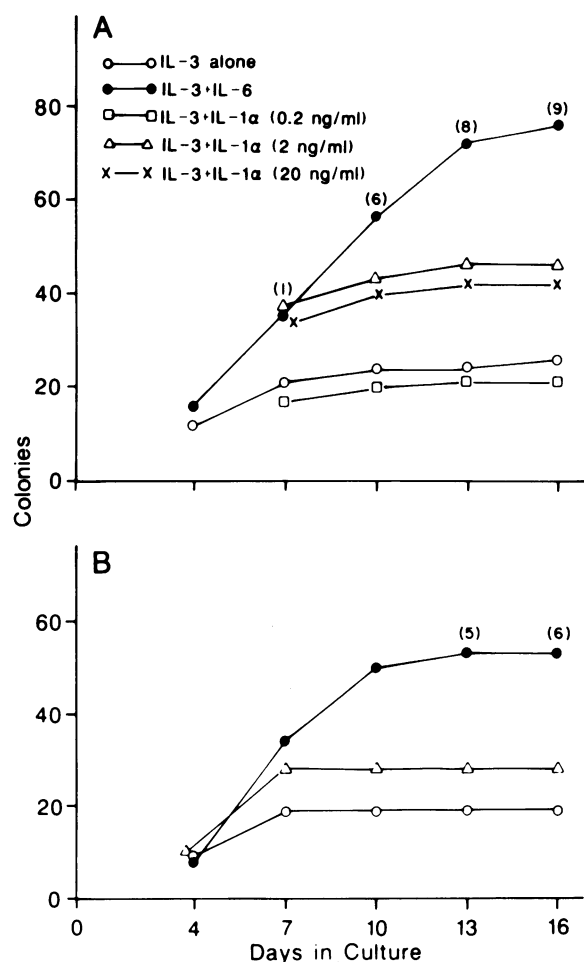 A
IL-3 alone
IL-3+IL-6
IL-3+IL-1α (0.2 ng/ml)
IL-3+IL-1α (2 ng/ml)
IL-3+IL-1α (20 ng/ml)
80
60
40
20
0
(1)
(6)
(8)
(9)
Colonies
B
60
40
20
0
(5)
(6)
0 4 7 10 13 16
Days in Culture